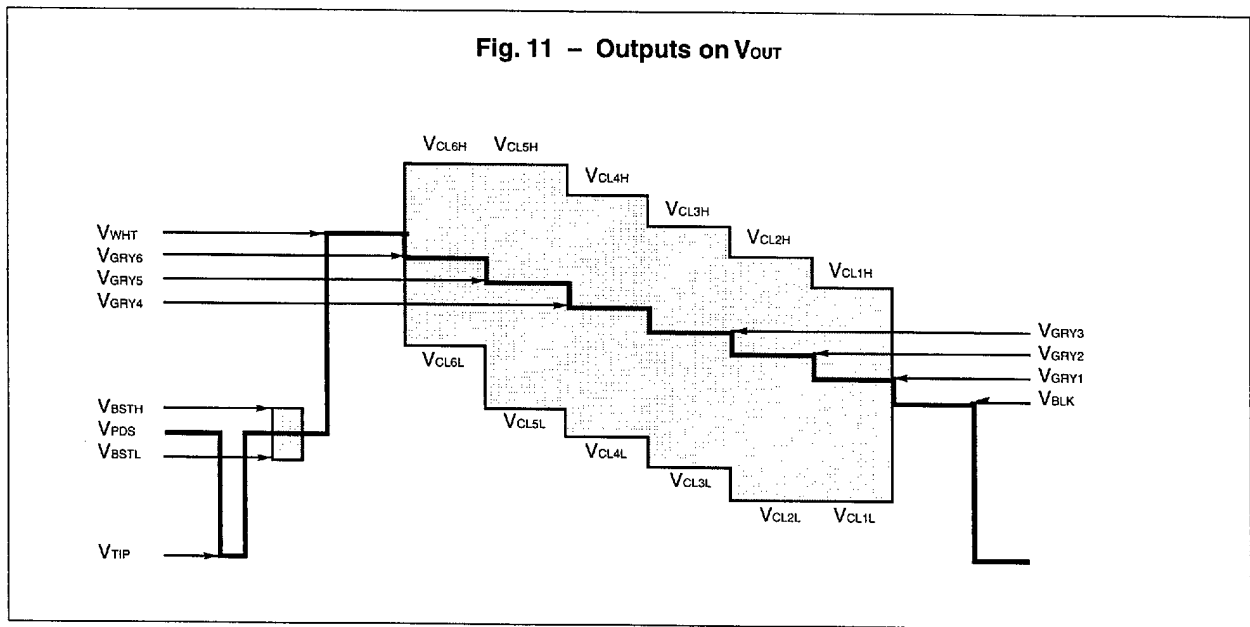 Fig. 11 – Outputs on VOUT
VCL6H VCL5H
VCL4H
VCL3H
VCL2H
VCL1H
VWHT
VGRY6
VGRY5
VGRY4
VGRY3
VGRY2
VGRY1
VBLK
VCL6L
VBSTH
VPDS
VBSTL
VCL5L
VCL4L
VCL3L
VCL2L VCL1L
VTIP